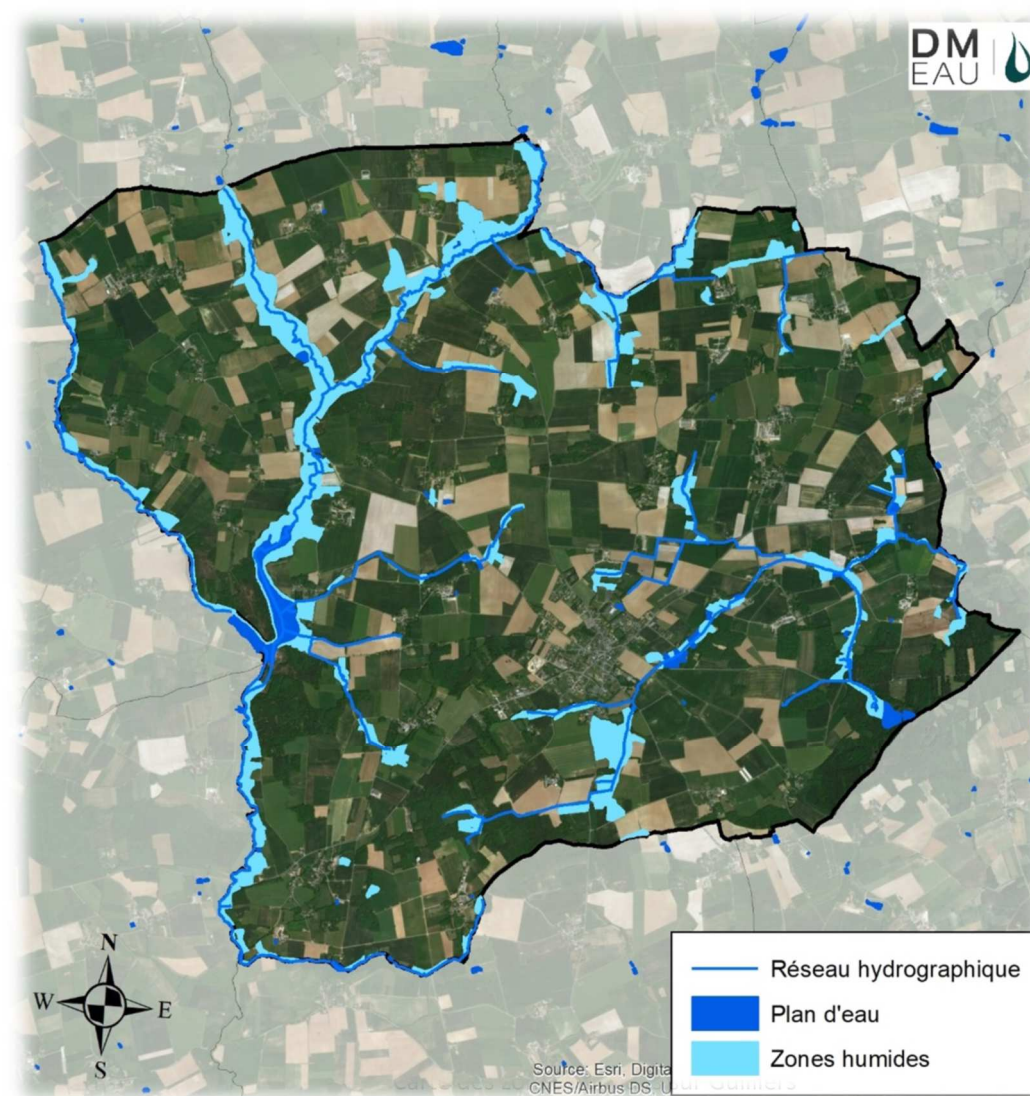 DM
EAU
N
W
E
S
Réseau hydrographique
Plan d'eau
Zones humides
Source: Esri, Digita
CNES/Airbus DS, U